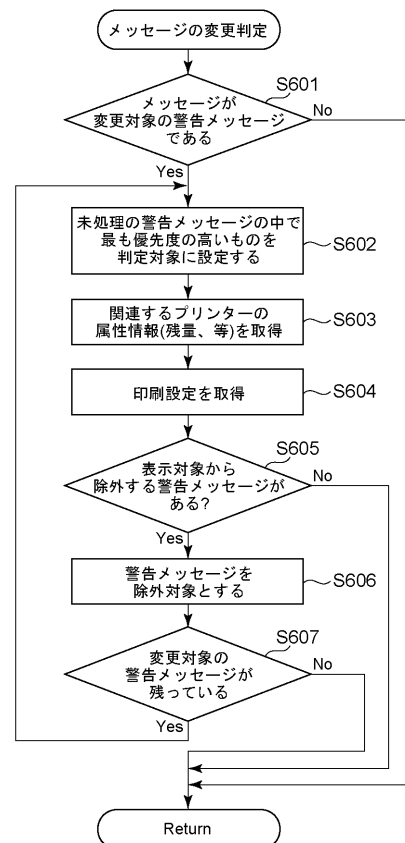 メッセージの変更判定
S601
メッセージが
変更対象の警告メッセージ
である
No
Yes
未処理の警告メッセージの中で
最も優先度の高いものを
判定対象に設定する
S602
関連するプリンターの
属性情報(残量、等)を取得
S603
印刷設定を取得
S604
S605
表示対象から
除外する警告メッセージが
ある?
No
Yes
警告メッセージを
除外対象とする
S606
S607
変更対象の
警告メッセージが
残っている
No
Yes
Return